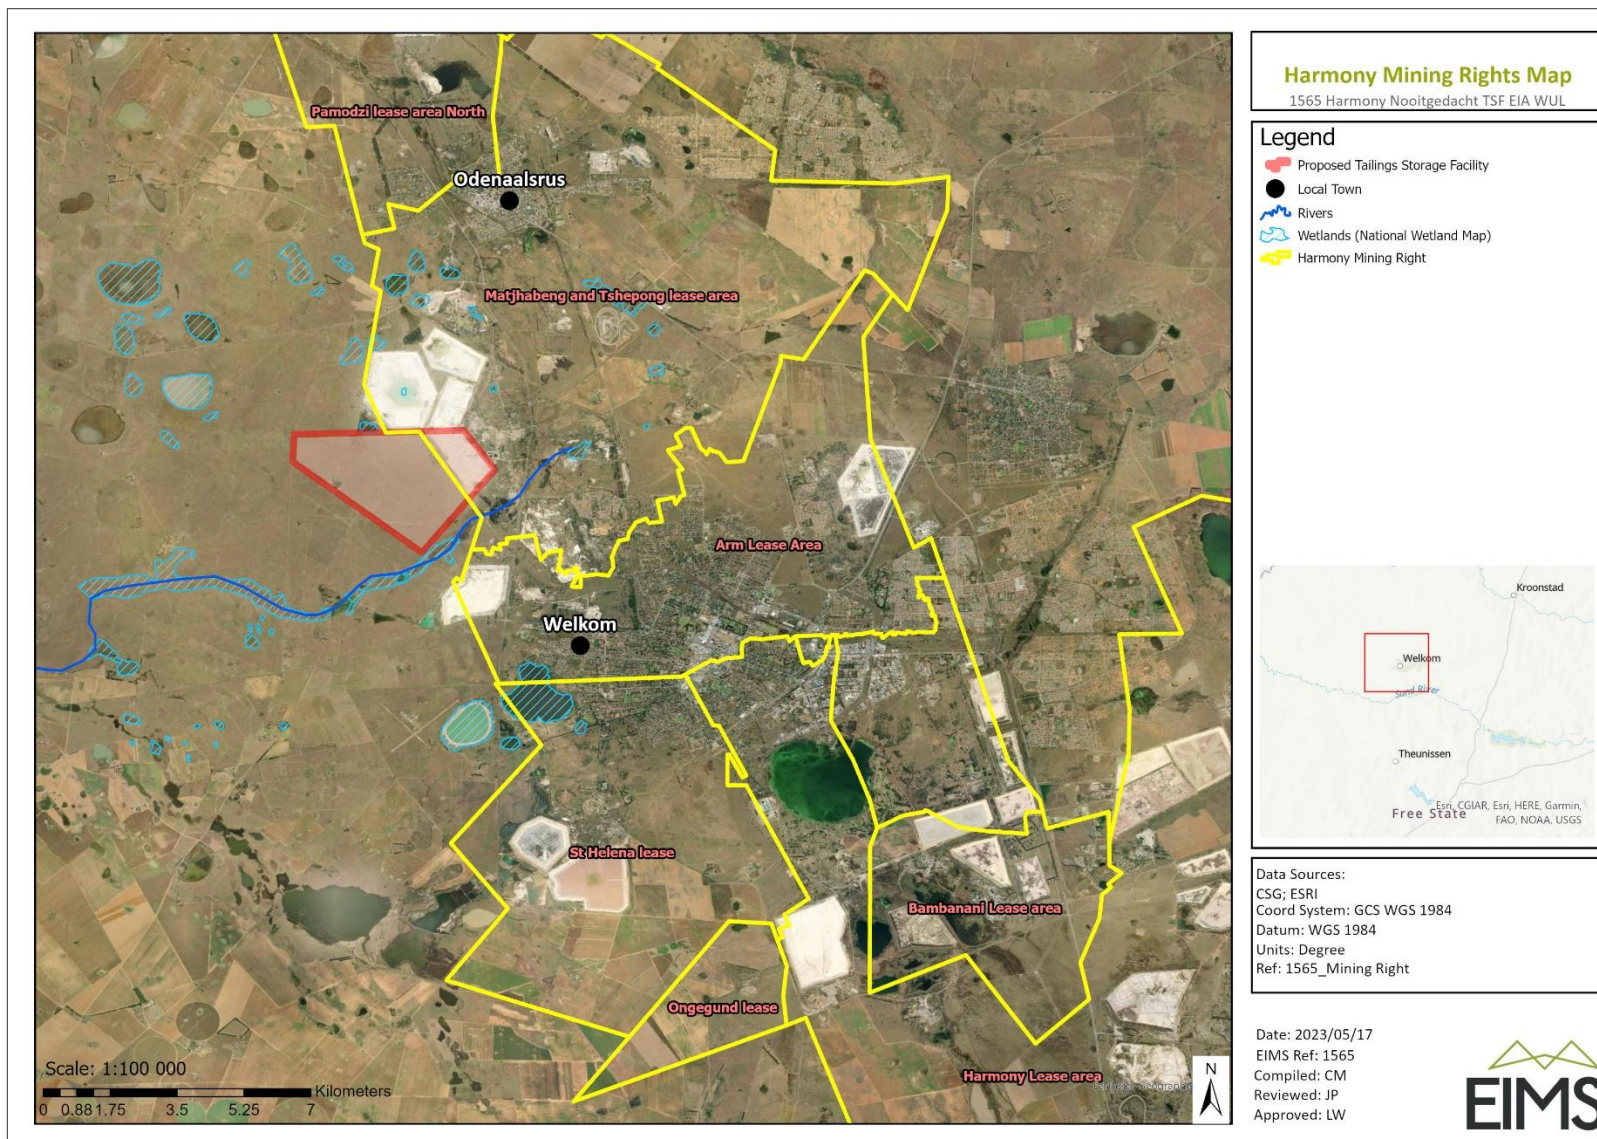 Harmony Mining Rights Map
1565 Harmony Nooitgedacht TSF EIA WUL
Legend
Proposed Tailings Storage Facility
Local Town
Rivers
Wetlands (National Wetland Map)
Harmony Mining Right
Pamodzi lease area North
Odenaalsrus
Matjhabeng and Tshepong lease area
Arm Lease Area
Welkom
St Helena lease
Bambanani Lease area
Ongegund lease
Harmony Lease area
Scale: 1:100 000
Kilometers
0 0.88 1.75 3.5 5.25 7
N
Kroonstad
Welkom
Sand River
Theunissen
Free State
Esri, CGIAR, Esri, HERE, Garmin,
FAO, NOAA, USGS
Data Sources:
CSG; ESRI
Coord System: GCS WGS 1984
Datum: WGS 1984
Units: Degree
Ref: 1565_Mining Right
Date: 2023/05/17
EIMS Ref: 1565
Compiled: CM
Reviewed: JP
Approved: LW
EIMS